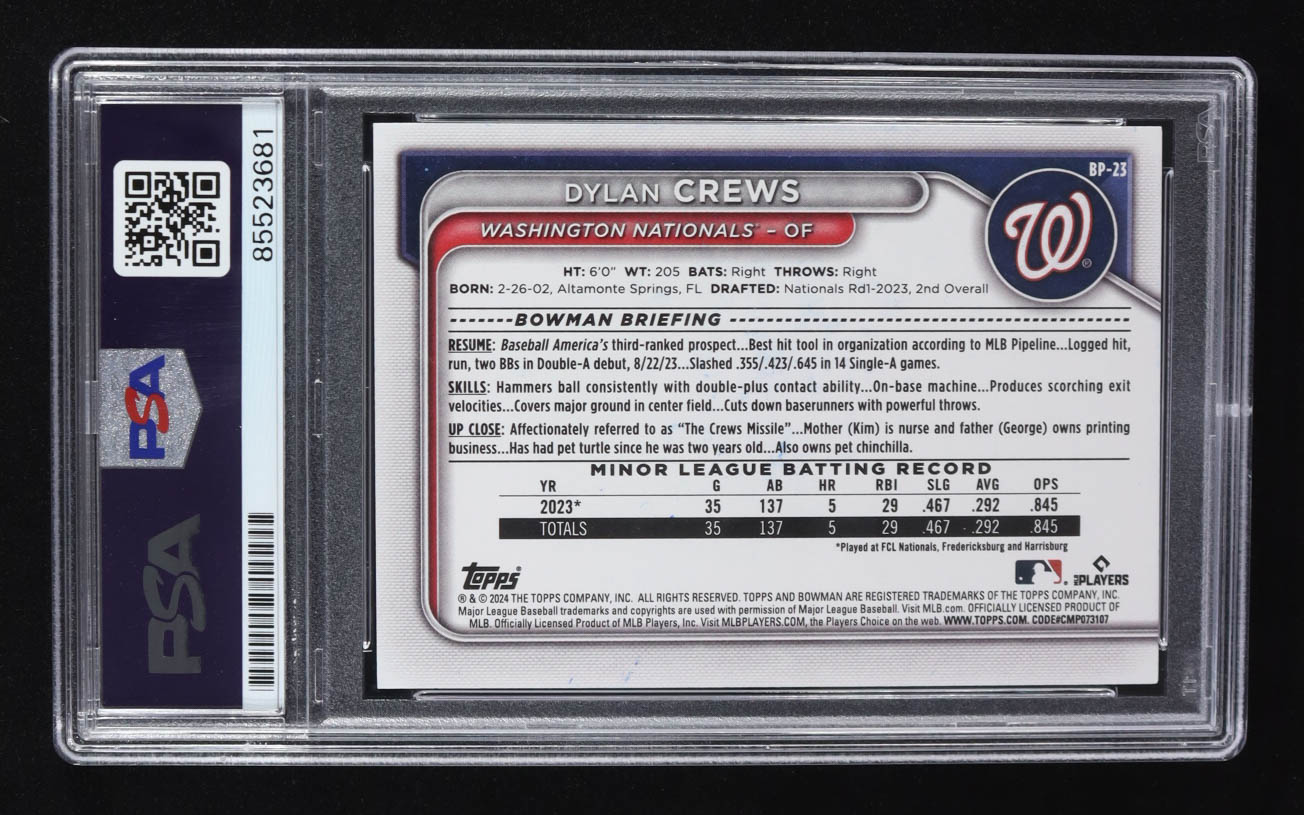 85523681
PSA
PSA
PSA
BP-23
DYLAN CREWS
WASHINGTON NATIONALS™ – OF
W®
HT: 6'0" WT: 205 BATS: Right THROWS: Right
BORN: 2-26-02, Altamonte Springs, FL DRAFTED: Nationals Rd1-2023, 2nd Overall
BOWMAN BRIEFING
RESUME: Baseball America's third-ranked prospect...Best hit tool in organization according to MLB Pipeline...Logged hit,
run, two BBs in Double-A debut, 8/22/23...Slashed .355/.423/.645 in 14 Single-A games.
SKILLS: Hammers ball consistently with double-plus contact ability...On-base machine...Produces scorching exit
velocities...Covers major ground in center field...Cuts down baserunners with powerful throws.
UP CLOSE: Affectionately referred to as “The Crews Missile”...Mother (Kim) is nurse and father (George) owns printing
business...Has had pet turtle since he was two years old...Also owns pet chinchilla.
MINOR LEAGUE BATTING RECORD
YR G AB HR RBI SLG AVG OPS
2023* 35 137 5 29 .467 .292 .845
TOTALS 35 137 5 29 .467 .292 .845
*Played at FCL Nationals, Fredericksburg and Harrisburg
Topps®
MLB PLAYERS
® & © 2024 THE TOPPS COMPANY, INC. ALL RIGHTS RESERVED. TOPPS AND BOWMAN ARE REGISTERED TRADEMARKS OF THE TOPPS COMPANY, INC.
Major League Baseball trademarks and copyrights are used with permission of Major League Baseball. Visit MLB.com. OFFICIALLY LICENSED PRODUCT OF
MLB. Officially Licensed Product of MLB Players, Inc. Visit MLBPLAYERS.COM, the Players Choice on the web. WWW.TOPPS.COM. CODE#CMP073107